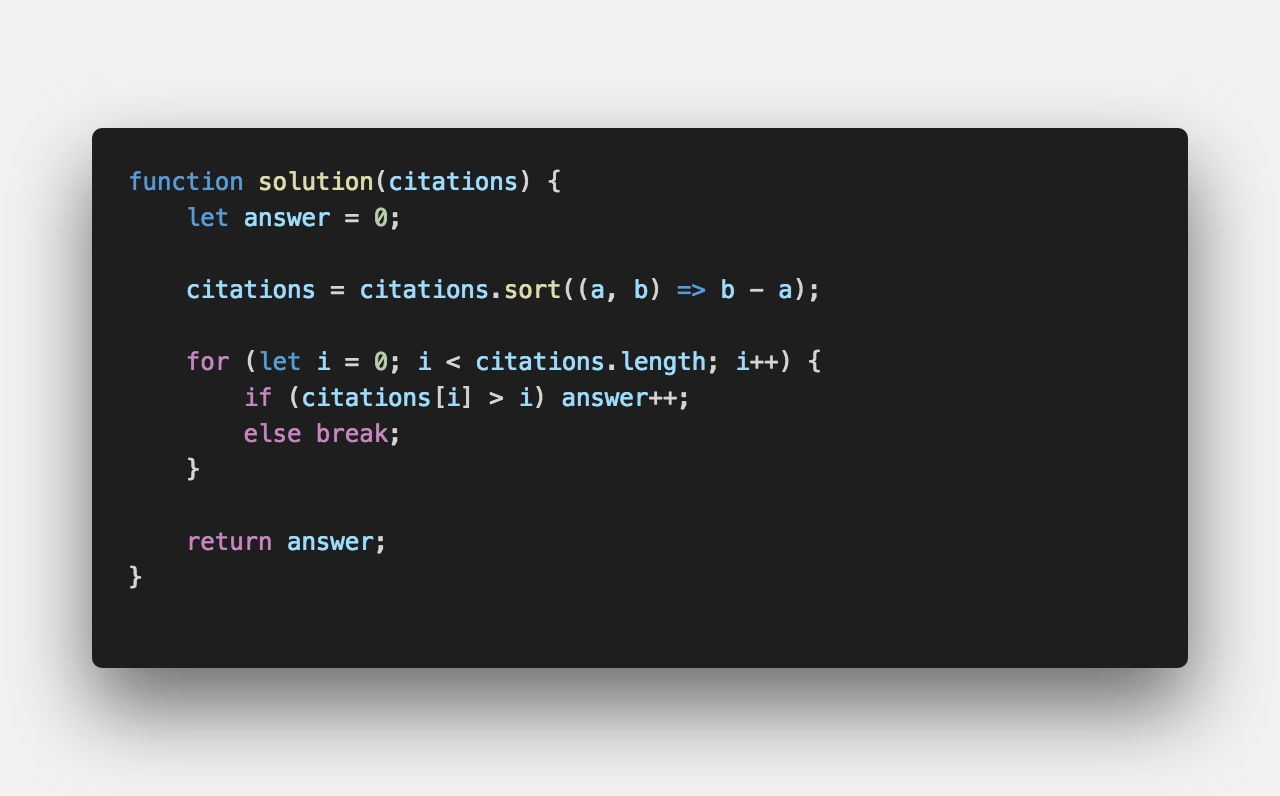 function solution(citations) {
    let answer = 0;

    citations = citations.sort((a, b) => b - a);

    for (let i = 0; i < citations.length; i++) {
        if (citations[i] > i) answer++;
        else break;
    }

    return answer;
}